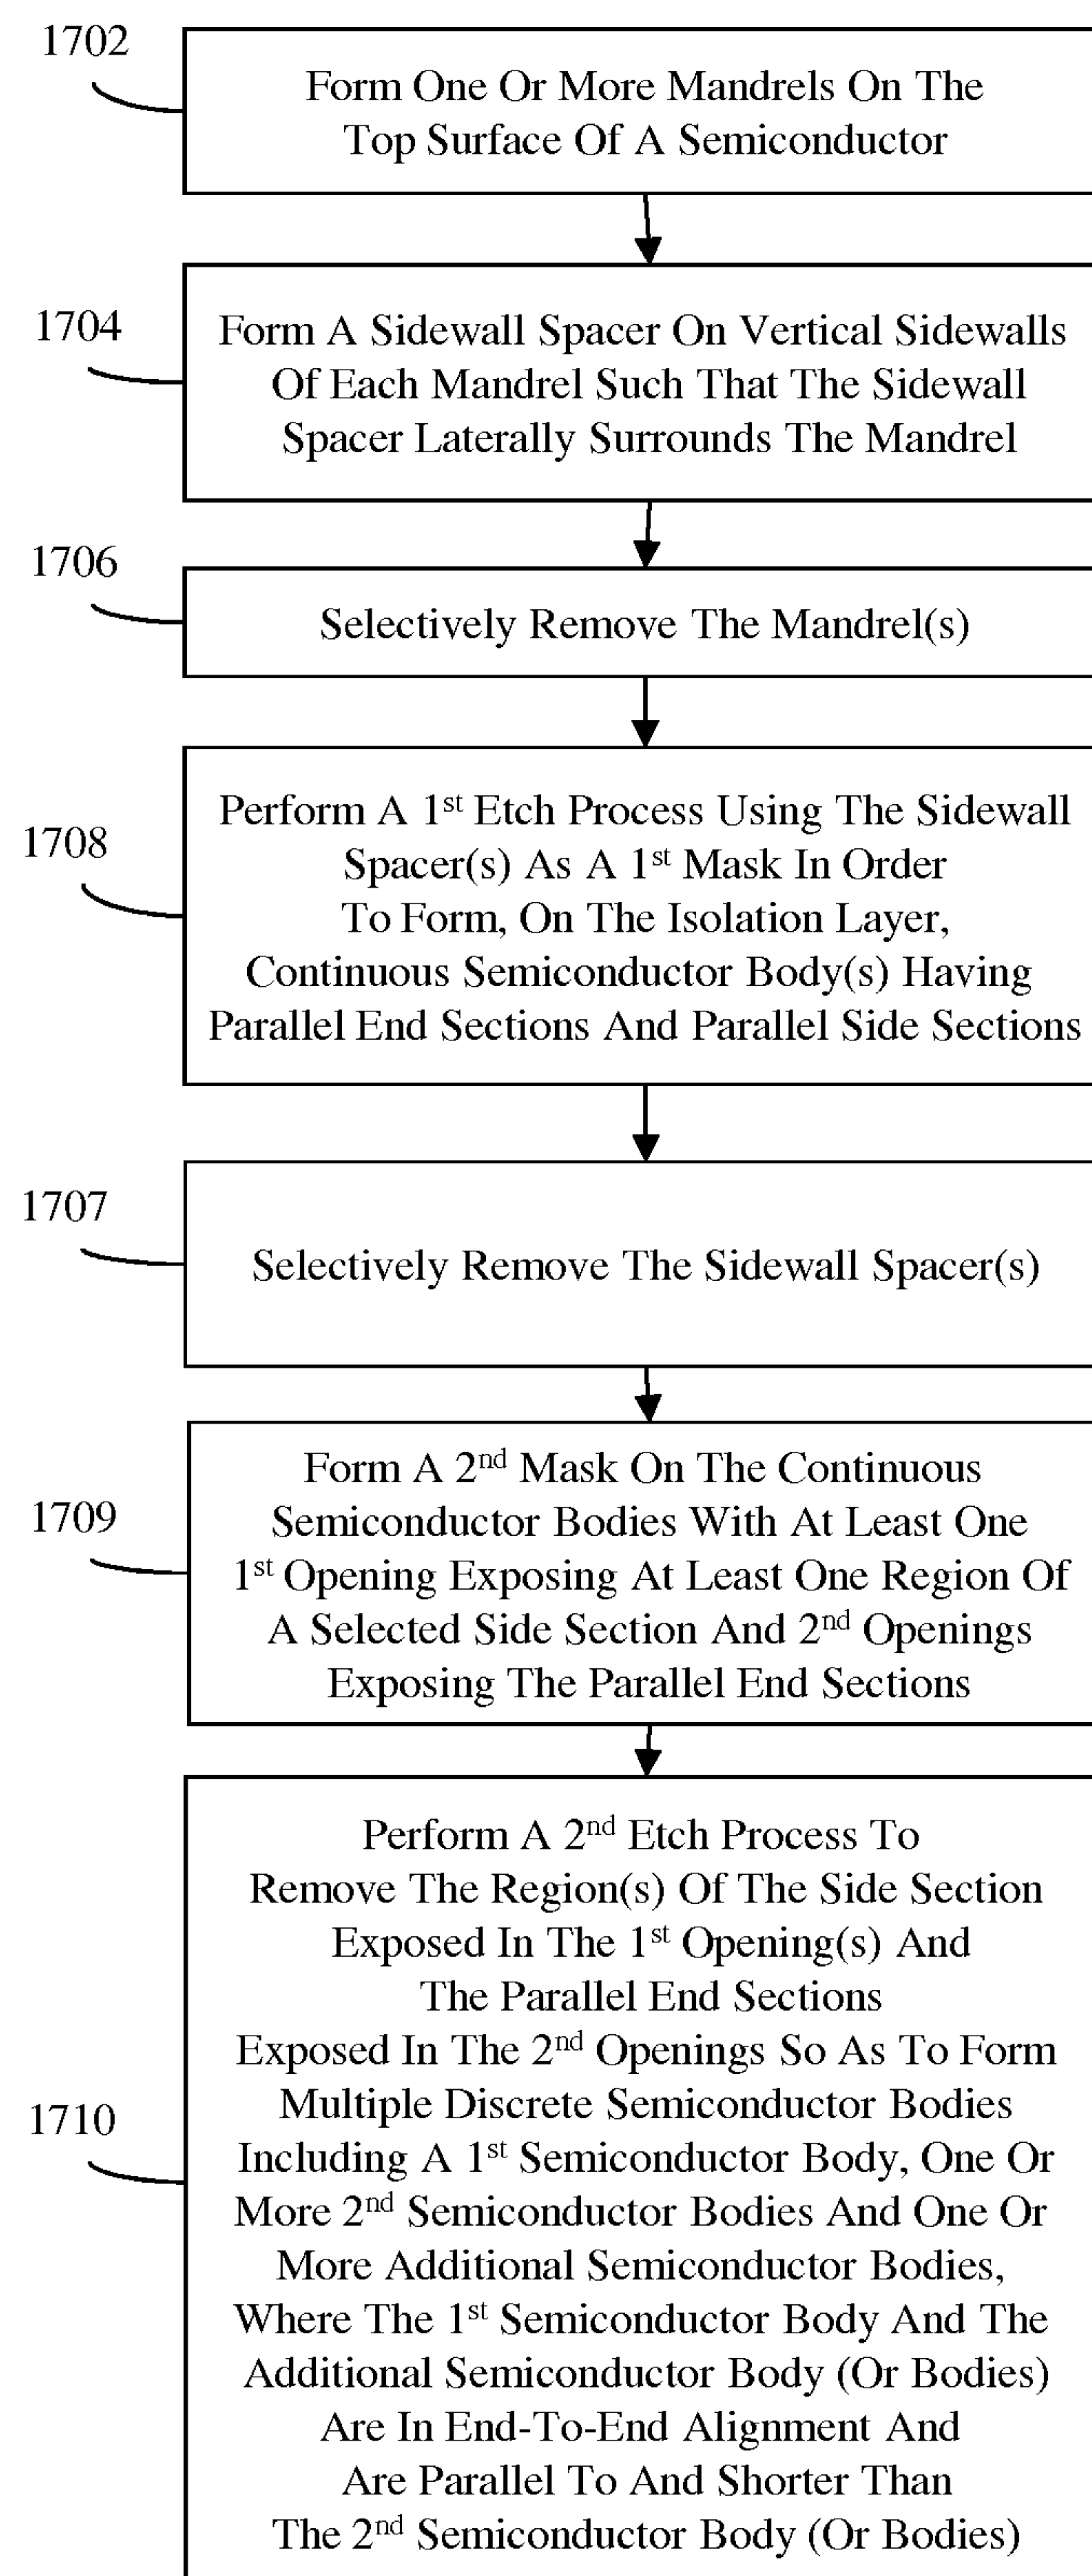 1702
Form One Or More Mandrels On The
Top Surface Of A Semiconductor
1704
Form A Sidewall Spacer On Vertical Sidewalls
Of Each Mandrel Such That The Sidewall
Spacer Laterally Surrounds The Mandrel
1706
Selectively Remove The Mandrel(s)
1708
Perform A 1st Etch Process Using The Sidewall
Spacer(s) As A 1st Mask In Order
To Form, On The Isolation Layer,
Continuous Semiconductor Body(s) Having
Parallel End Sections And Parallel Side Sections
1707
Selectively Remove The Sidewall Spacer(s)
1709
Form A 2nd Mask On The Continuous
Semiconductor Bodies With At Least One
1st Opening Exposing At Least One Region Of
A Selected Side Section And 2nd Openings
Exposing The Parallel End Sections
1710
Perform A 2nd Etch Process To
Remove The Region(s) Of The Side Section
Exposed In The 1st Opening(s) And
The Parallel End Sections
Exposed In The 2nd Openings So As To Form
Multiple Discrete Semiconductor Bodies
Including A 1st Semiconductor Body, One Or
More 2nd Semiconductor Bodies And One Or
More Additional Semiconductor Bodies,
Where The 1st Semiconductor Body And The
Additional Semiconductor Body (Or Bodies)
Are In End-To-End Alignment And
Are Parallel To And Shorter Than
The 2nd Semiconductor Body (Or Bodies)